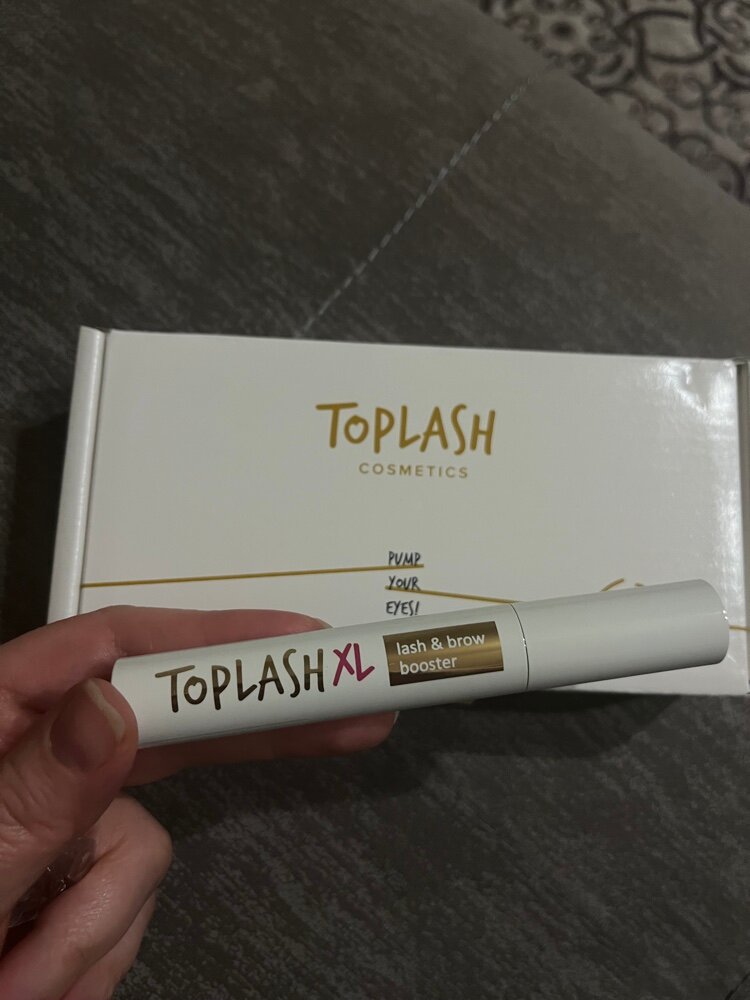 TOPLASH
COSMETICS
PUMP
YOUR
EYES!
TOPLASH XL
lash & brow
booster